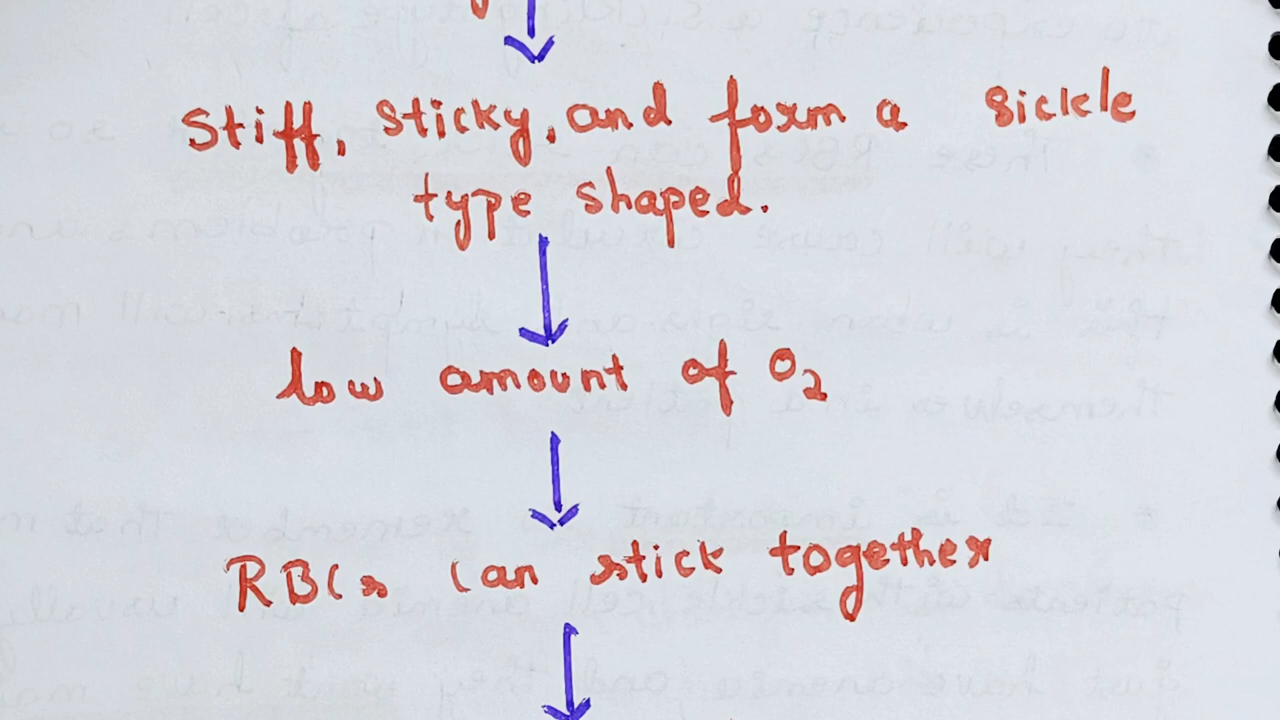 Stiff, sticky, and form a sickle
type shaped.
low amount of O₂
RBCs can stick together